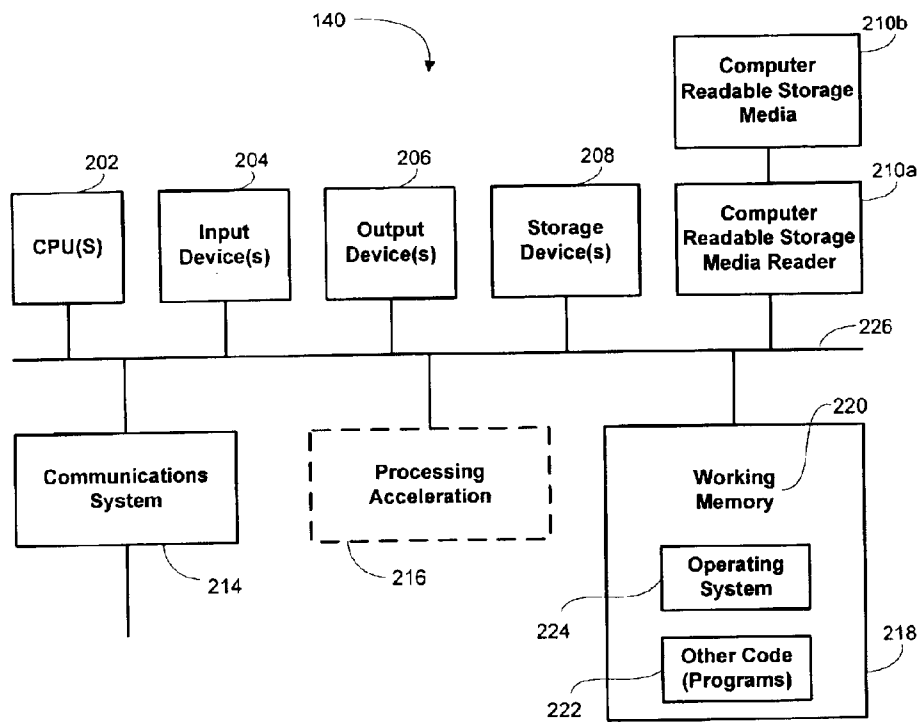 140
210b
Computer
Readable Storage
Media
202
204
206
208
210a
CPU(S)
Input
Device(s)
Output
Device(s)
Storage
Device(s)
Computer
Readable Storage
Media Reader
226
220
Communications
System
Processing
Acceleration
Working
Memory
214
216
Operating
System
224
218
Other Code
(Programs)
222